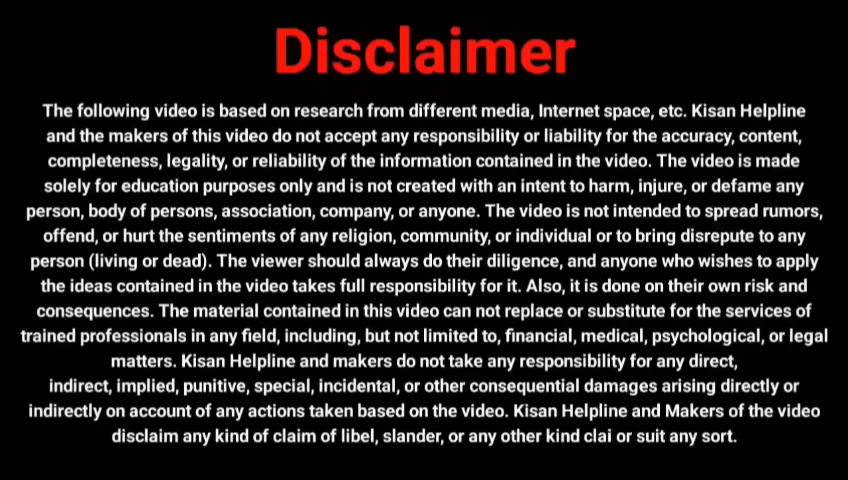 Disclaimer
The following video is based on research from different media, Internet space, etc. Kisan Helpline
and the makers of this video do not accept any responsibility or liability for the accuracy, content,
completeness, legality, or reliability of the information contained in the video. The video is made
solely for education purposes only and is not created with an intent to harm, injure, or defame any
person, body of persons, association, company, or anyone. The video is not intended to spread rumors,
offend, or hurt the sentiments of any religion, community, or individual or to bring disrepute to any
person (living or dead). The viewer should always do their diligence, and anyone who wishes to apply
the ideas contained in the video takes full responsibility for it. Also, it is done on their own risk and
consequences. The material contained in this video can not replace or substitute for the services of
trained professionals in any field, including, but not limited to, financial, medical, psychological, or legal
matters. Kisan Helpline and makers do not take any responsibility for any direct,
indirect, implied, punitive, special, incidental, or other consequential damages arising directly or
indirectly on account of any actions taken based on the video. Kisan Helpline and Makers of the video
disclaim any kind of claim of libel, slander, or any other kind clai or suit any sort.